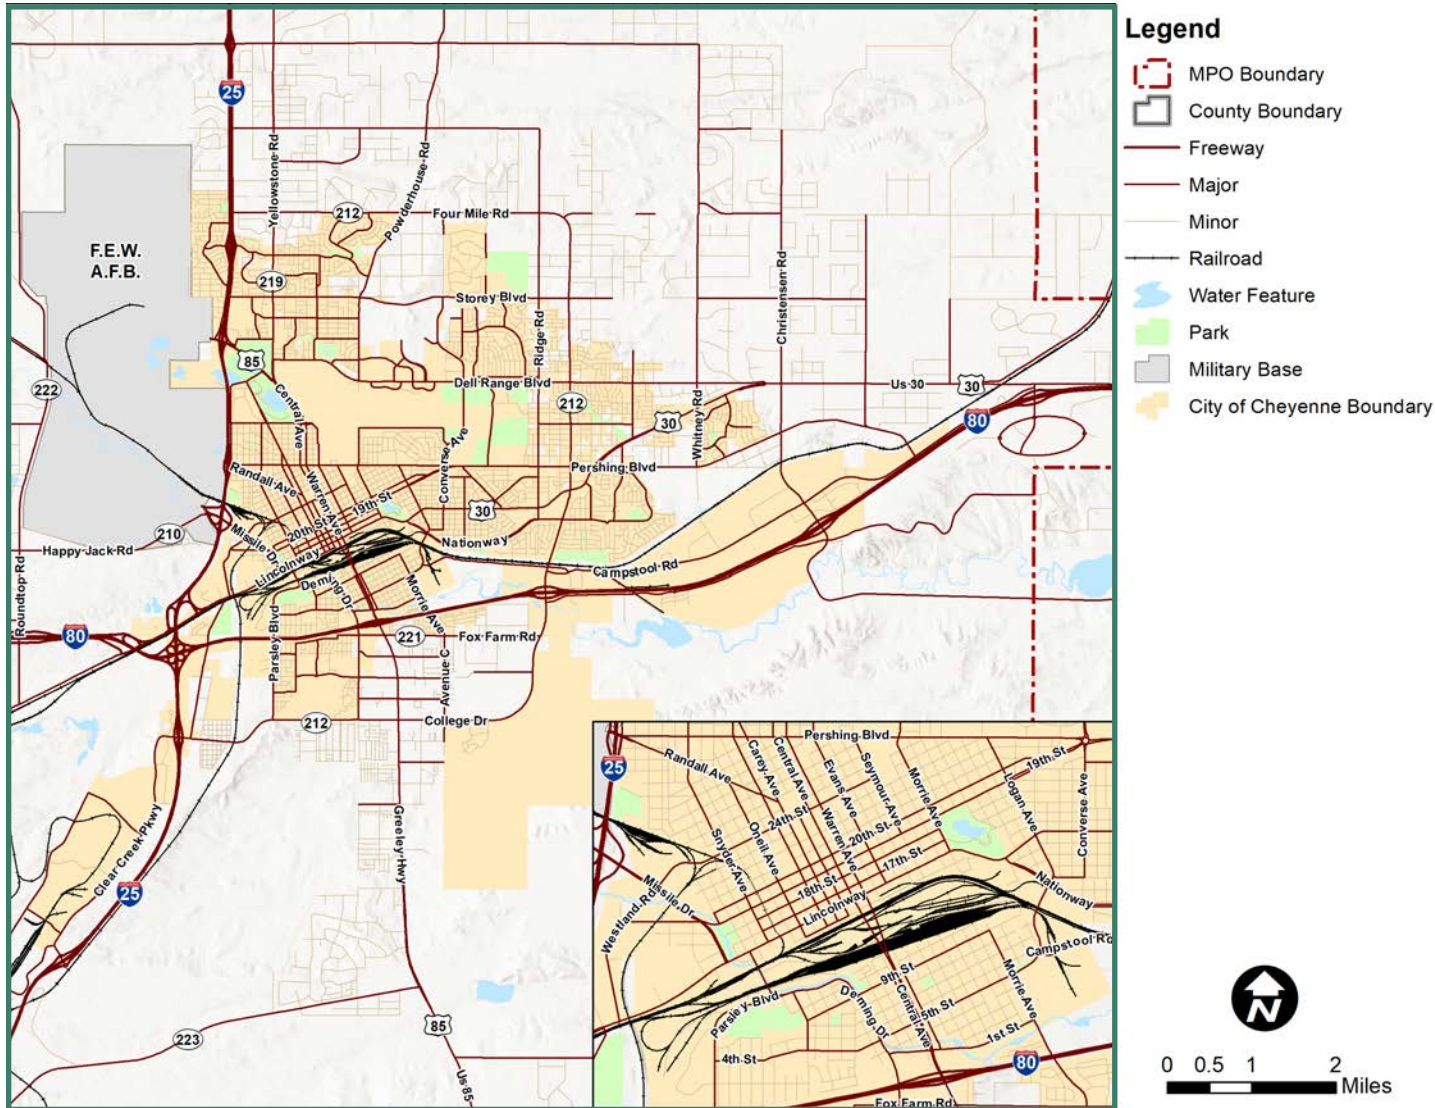 Legend
MPO Boundary
County Boundary
Freeway
Major
Minor
Railroad
Water Feature
Park
Military Base
City of Cheyenne Boundary
25
Yellowstone Rd
Powderhouse Rd
212
Four Mile Rd
F.E.W.
A.F.B.
219
Storey Blvd
Christensen Rd
Ridge Rd
85
222
Central Ave
Dell Range Blvd
212
Us 30
30
80
30
Whitney Rd
Converse Ave
Randall Ave
Warren Ave
Pershing Blvd
19th St
30
20th St
210
Happy Jack Rd
Missile Dr
Nationway
Lincolnway
Deming Dr
Campstool Rd
Morrie Ave
Roundtop Rd
80
Parsley Blvd
221
Fox Farm Rd
Avenue C
212
College Dr
Clear Creek Pkwy
25
Greeley Hwy
223
85
Us 85
Pershing Blvd
25
Randall Ave
Carey Ave
Central Ave
Evans Ave
Seymour Ave
Morrie Ave
19th St
Logan Ave
Converse Ave
24th St
Warren Ave
20th St
Snyder Ave
Oneil Ave
17th St
18th St
Lincolnway
Missile Dr
Westland Rd
Nationway
Campstool Rd
9th St
Morrie Ave
Parsley Blvd
Deming Dr
Central Ave
5th St
1st St
4th St
80
Fox Farm Rd
N
0 0.5 1 2
Miles